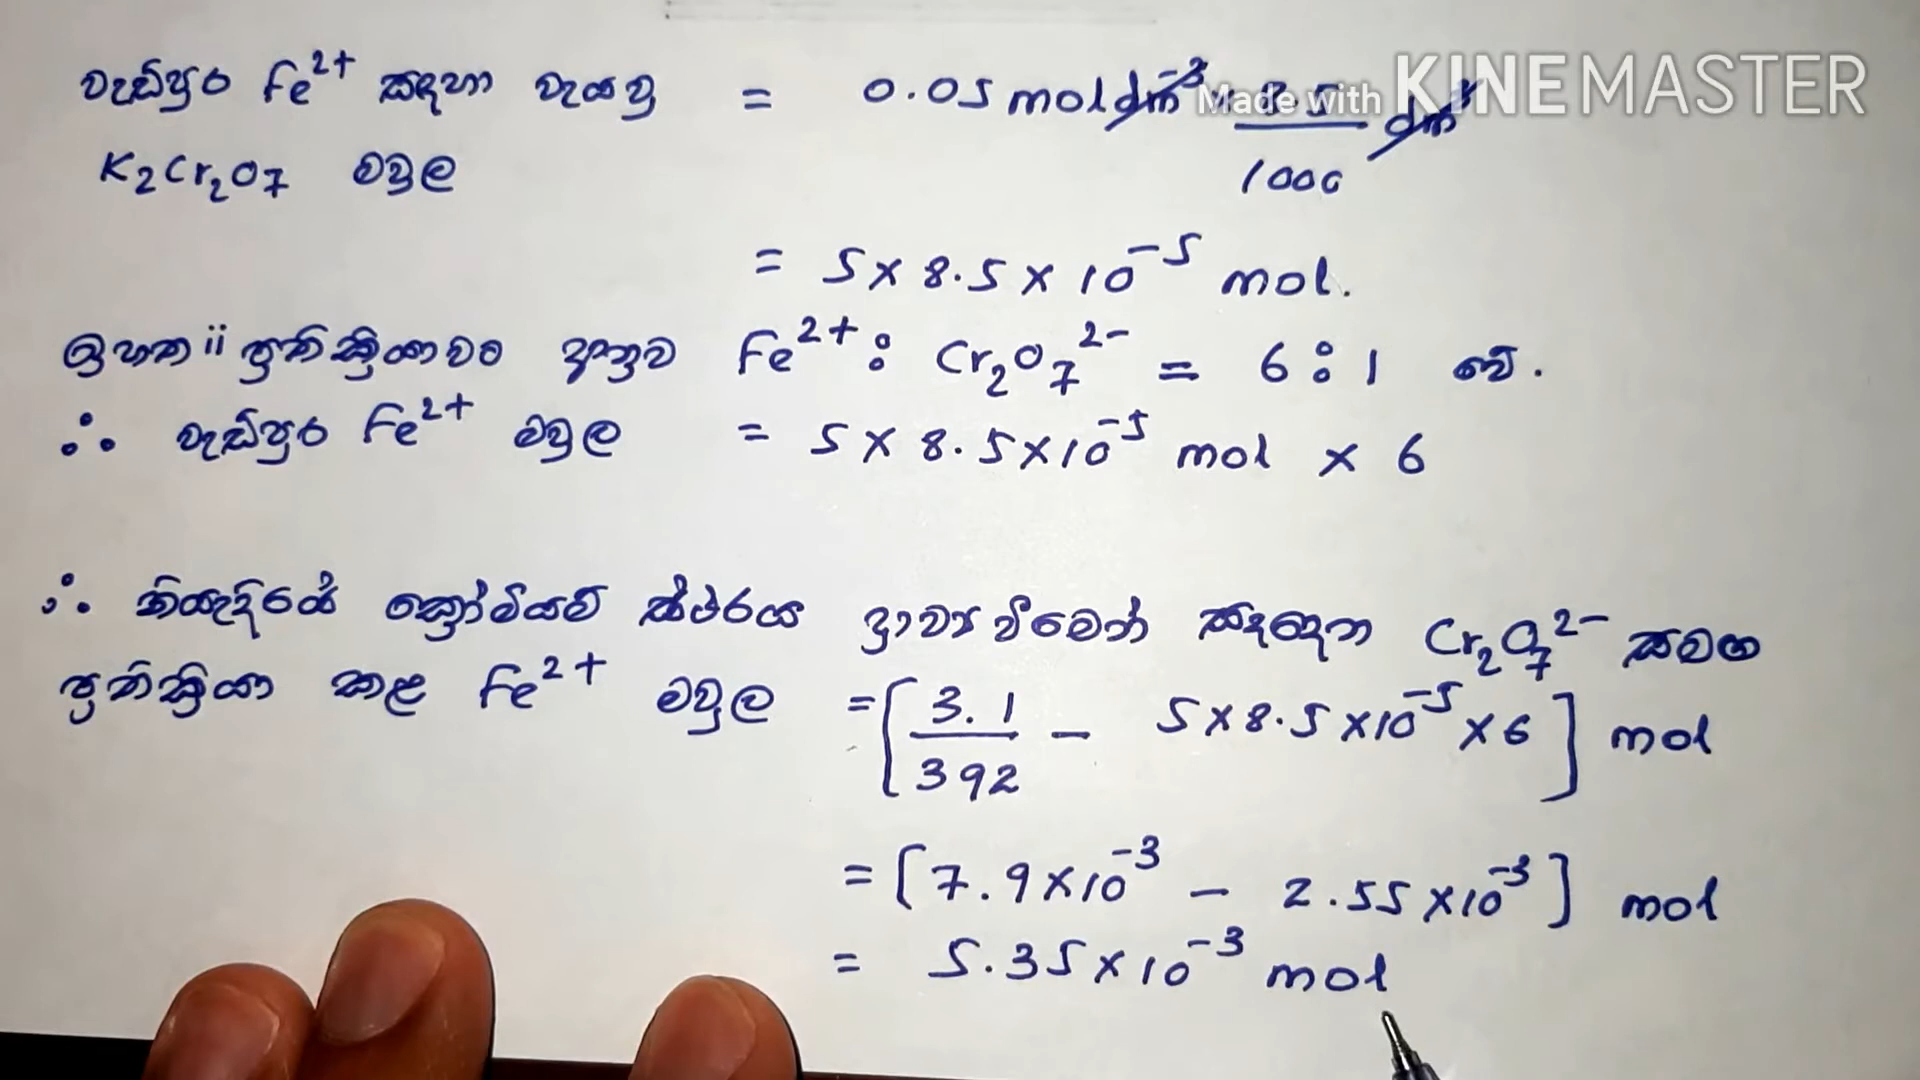 වැඩිපුර Fe²⁺ සඳහා වැයවූ = 0.05 mol dm⁻³ × 8.5 dm³
K₂Cr₂O₇ මවුල 1000
= 5 × 8.5 × 10⁻⁵ mol.
ඉහත ii ප්‍රතික්‍රියාවට අනුව Fe²⁺ : Cr₂O₇²⁻ = 6 : 1 වේ.
∴ වැඩිපුර Fe²⁺ මවුල = 5 × 8.5 × 10⁻⁵ mol × 6
∴ නියැදියේ ක්‍රෝමියම් ස්ථරය ද්‍රාව්‍ය වීමෙන් සෑදෙන Cr₂O₇²⁻ සමඟ
ප්‍රතික්‍රියා කළ Fe²⁺ මවුල = [3.1/392 − 5 × 8.5 × 10⁻⁵ × 6] mol
= [7.9 × 10⁻³ − 2.55 × 10⁻³] mol
= 5.35 × 10⁻³ mol
Made with KINEMASTER